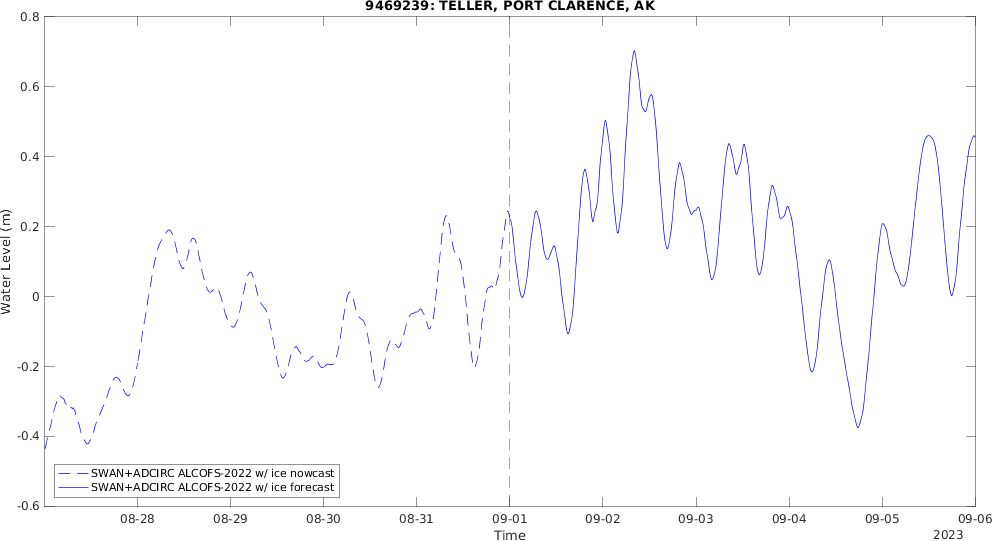 9469239: TELLER, PORT CLARENCE, AK
Water Level (m)
0.8
0.6
0.4
0.2
0
-0.2
-0.4
-0.6
SWAN+ADCIRC ALCOFS-2022 w/ ice nowcast
SWAN+ADCIRC ALCOFS-2022 w/ ice forecast
08-28 08-29 08-30 08-31 09-01 09-02 09-03 09-04 09-05 09-06
Time
2023